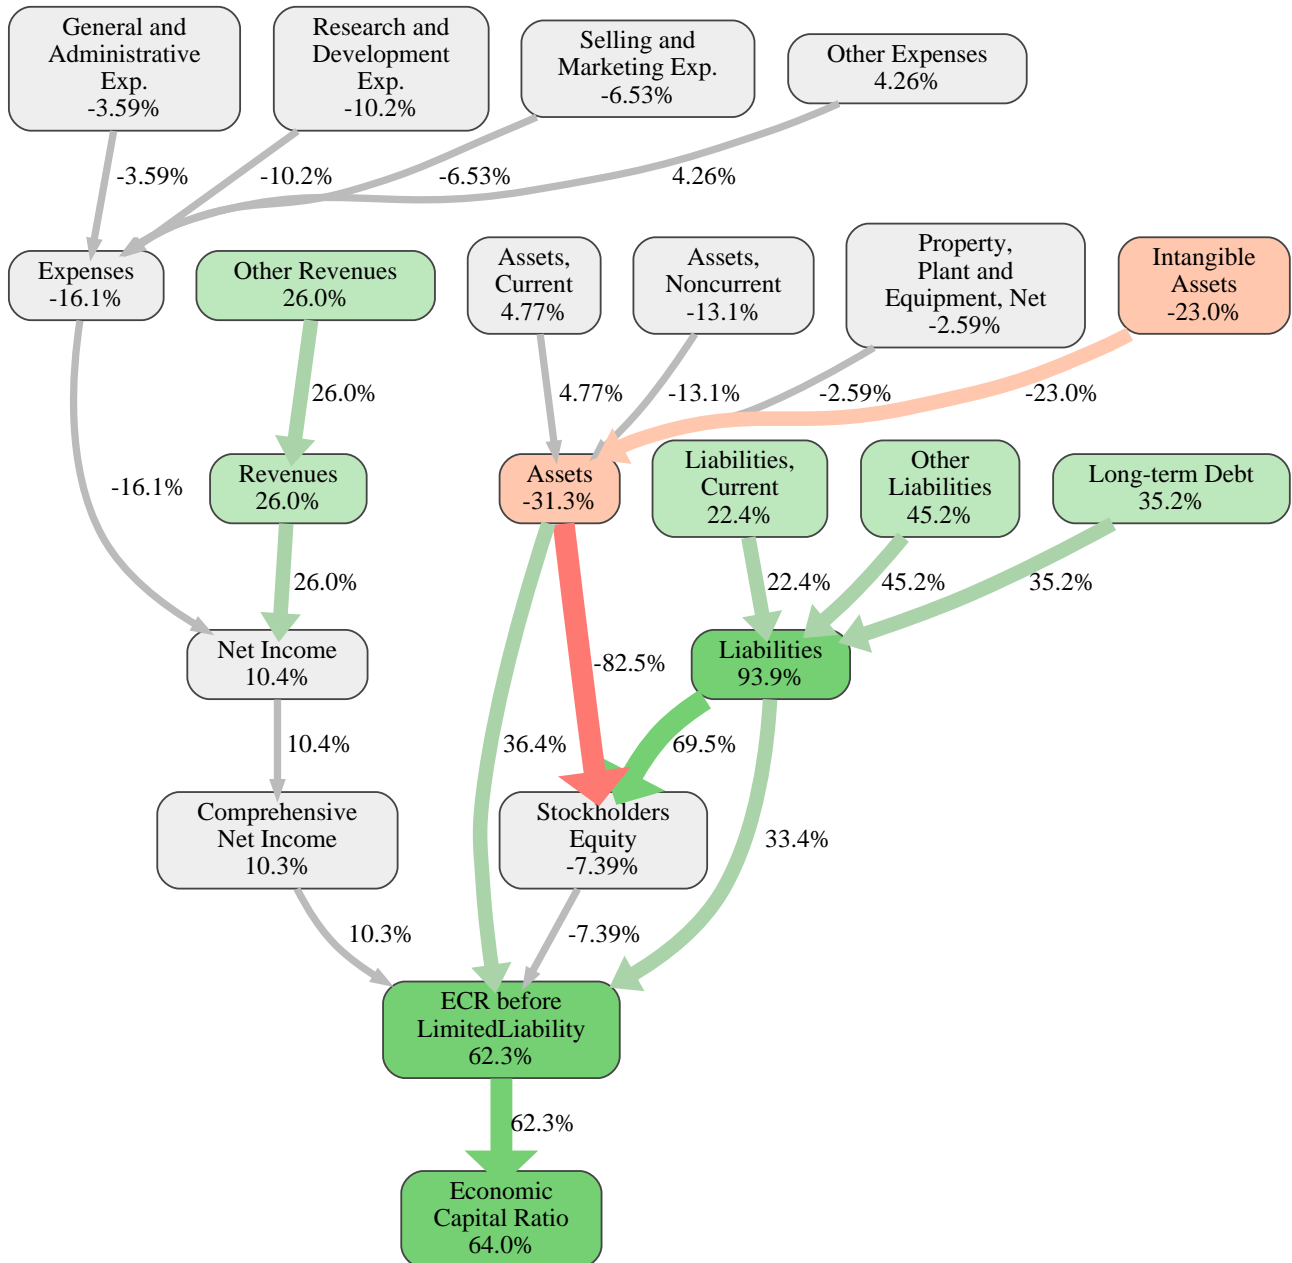 General and
Administrative
Exp.
-3.59%
Research and
Development
Exp.
-10.2%
Selling and
Marketing Exp.
-6.53%
Other Expenses
4.26%
-3.59%
-10.2%
-6.53%
4.26%
Expenses
-16.1%
Other Revenues
26.0%
Assets,
Current
4.77%
Assets,
Noncurrent
-13.1%
Property,
Plant and
Equipment, Net
-2.59%
Intangible
Assets
-23.0%
26.0%
4.77%
-13.1%
-2.59%
-23.0%
-16.1%
Revenues
26.0%
Assets
-31.3%
Liabilities,
Current
22.4%
Other
Liabilities
45.2%
Long-term Debt
35.2%
26.0%
22.4%
45.2%
35.2%
Net Income
10.4%
-82.5%
Liabilities
93.9%
10.4%
36.4%
69.5%
Comprehensive
Net Income
10.3%
Stockholders
Equity
-7.39%
33.4%
10.3%
-7.39%
ECR before
LimitedLiability
62.3%
62.3%
Economic
Capital Ratio
64.0%